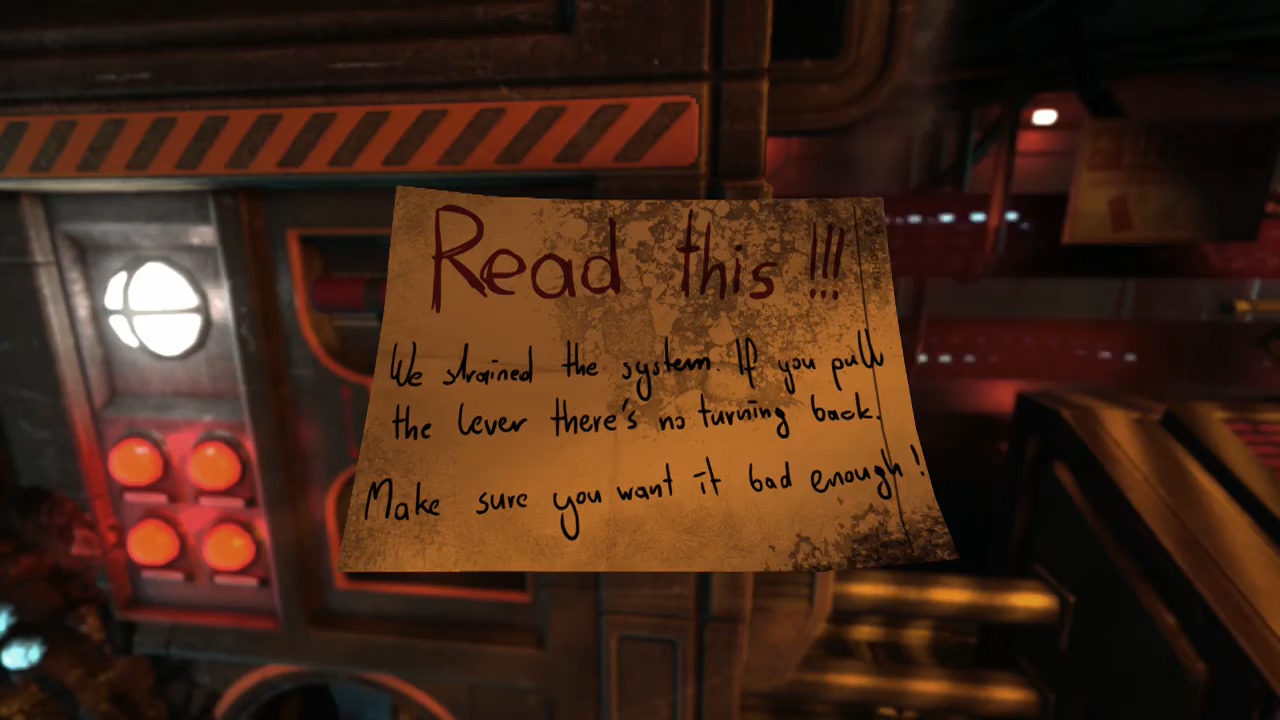 Read this !!!
We strained the system. If you pull
the lever there's no turning back.
Make sure you want it bad enough!